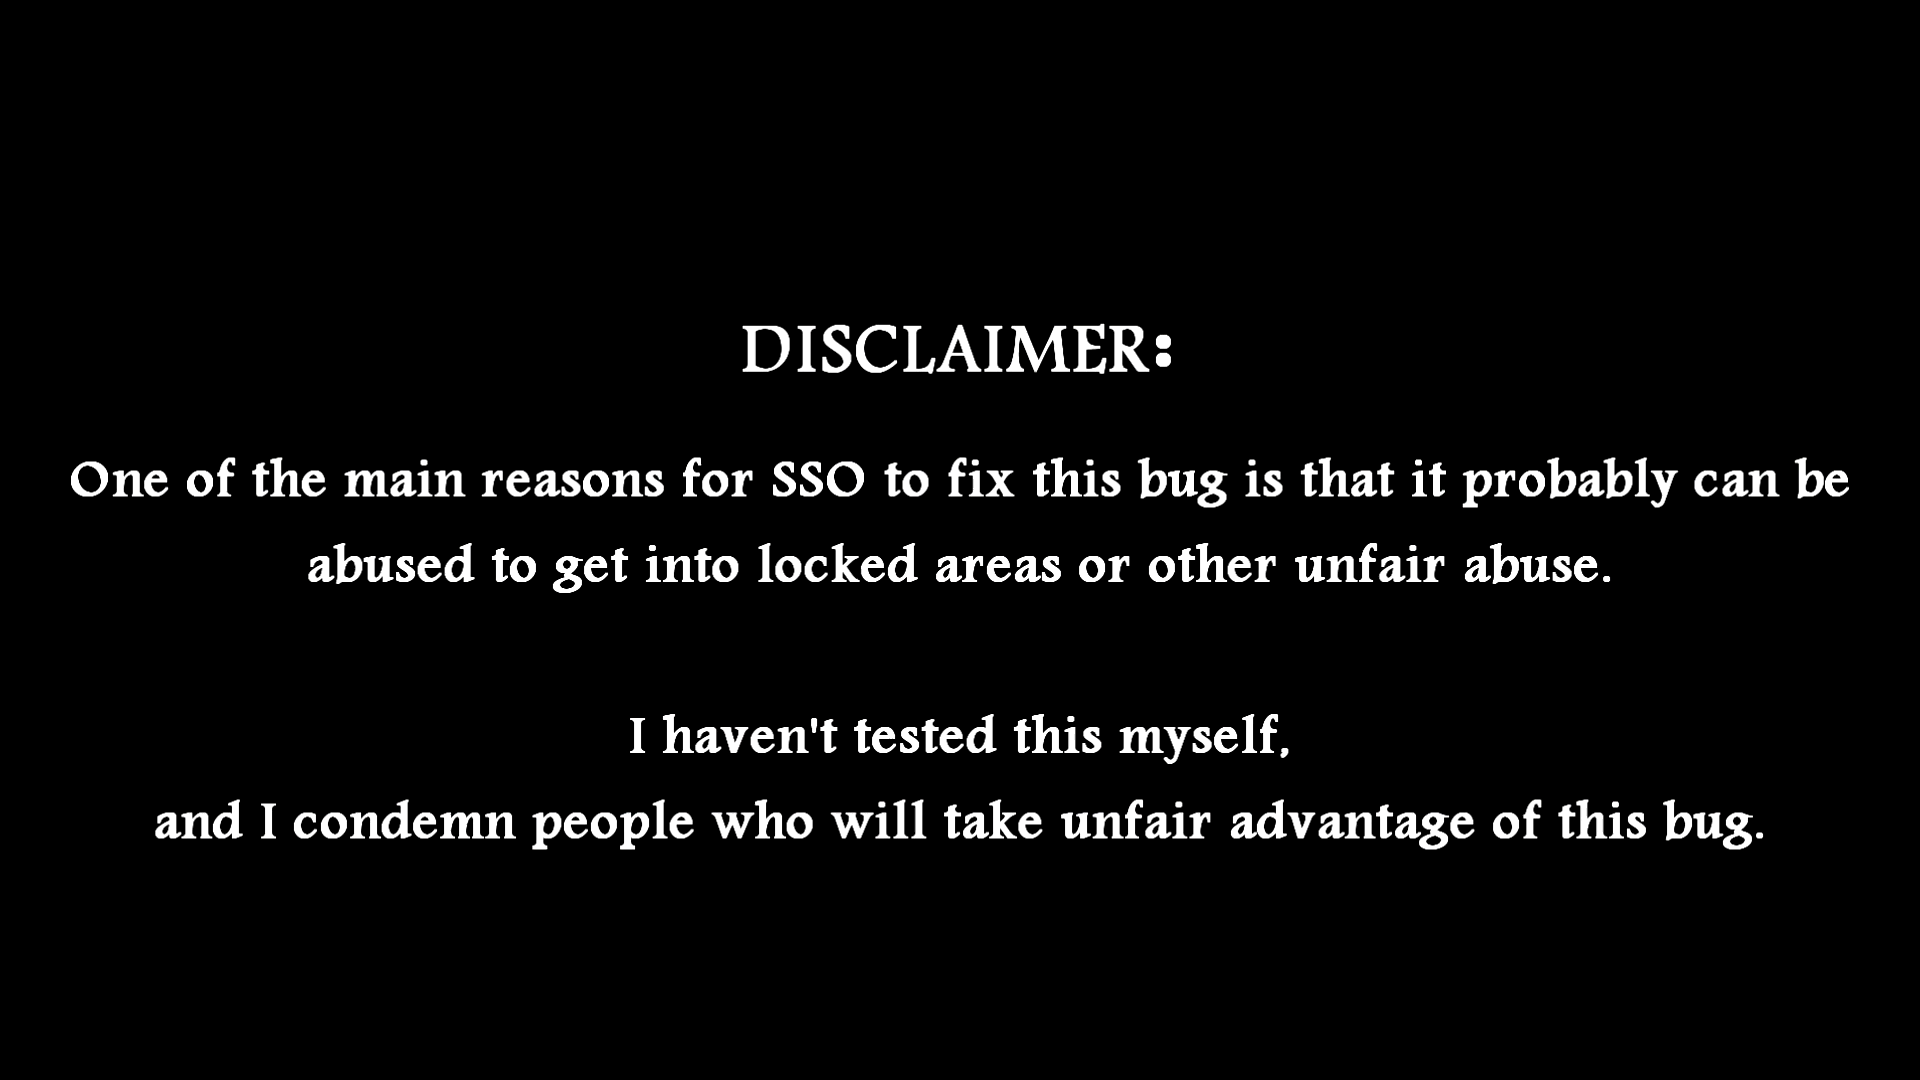 DISCLAIMER:
One of the main reasons for SSO to fix this bug is that it probably can be
abused to get into locked areas or other unfair abuse.
I haven't tested this myself,
and I condemn people who will take unfair advantage of this bug.